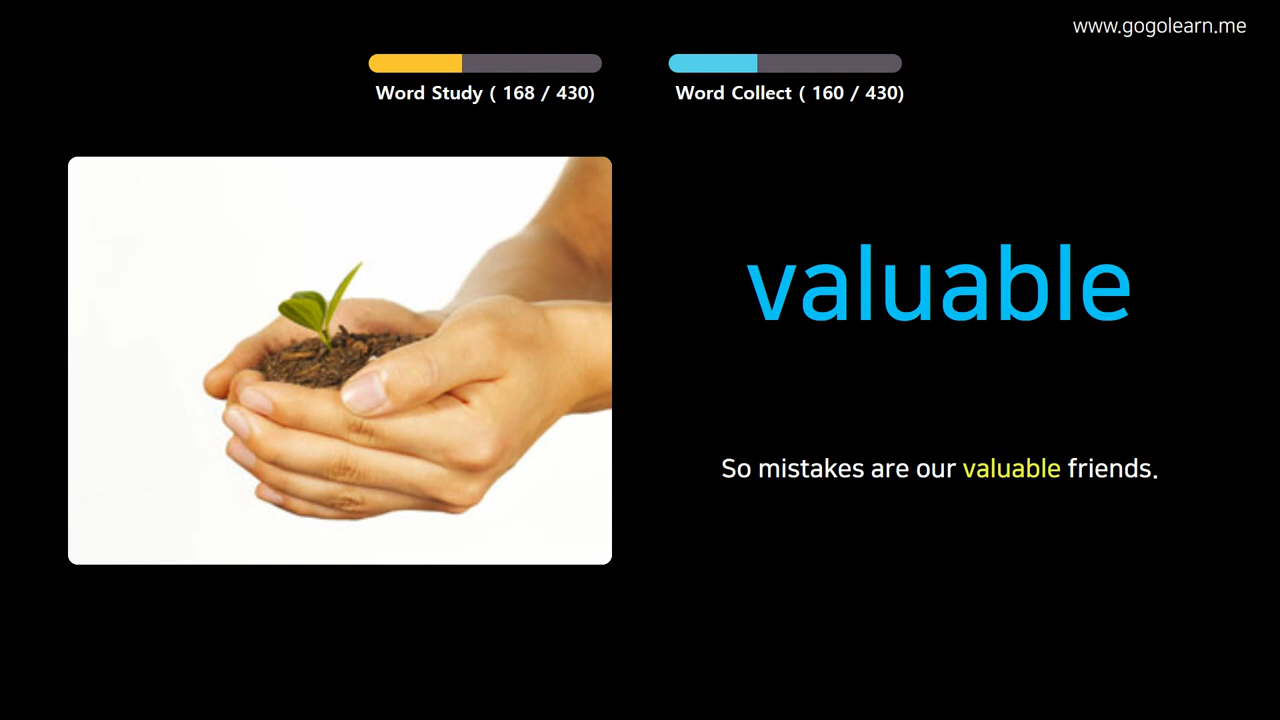 www.gogolearn.me
Word Study ( 168 / 430)
Word Collect ( 160 / 430)
valuable
So mistakes are our valuable friends.